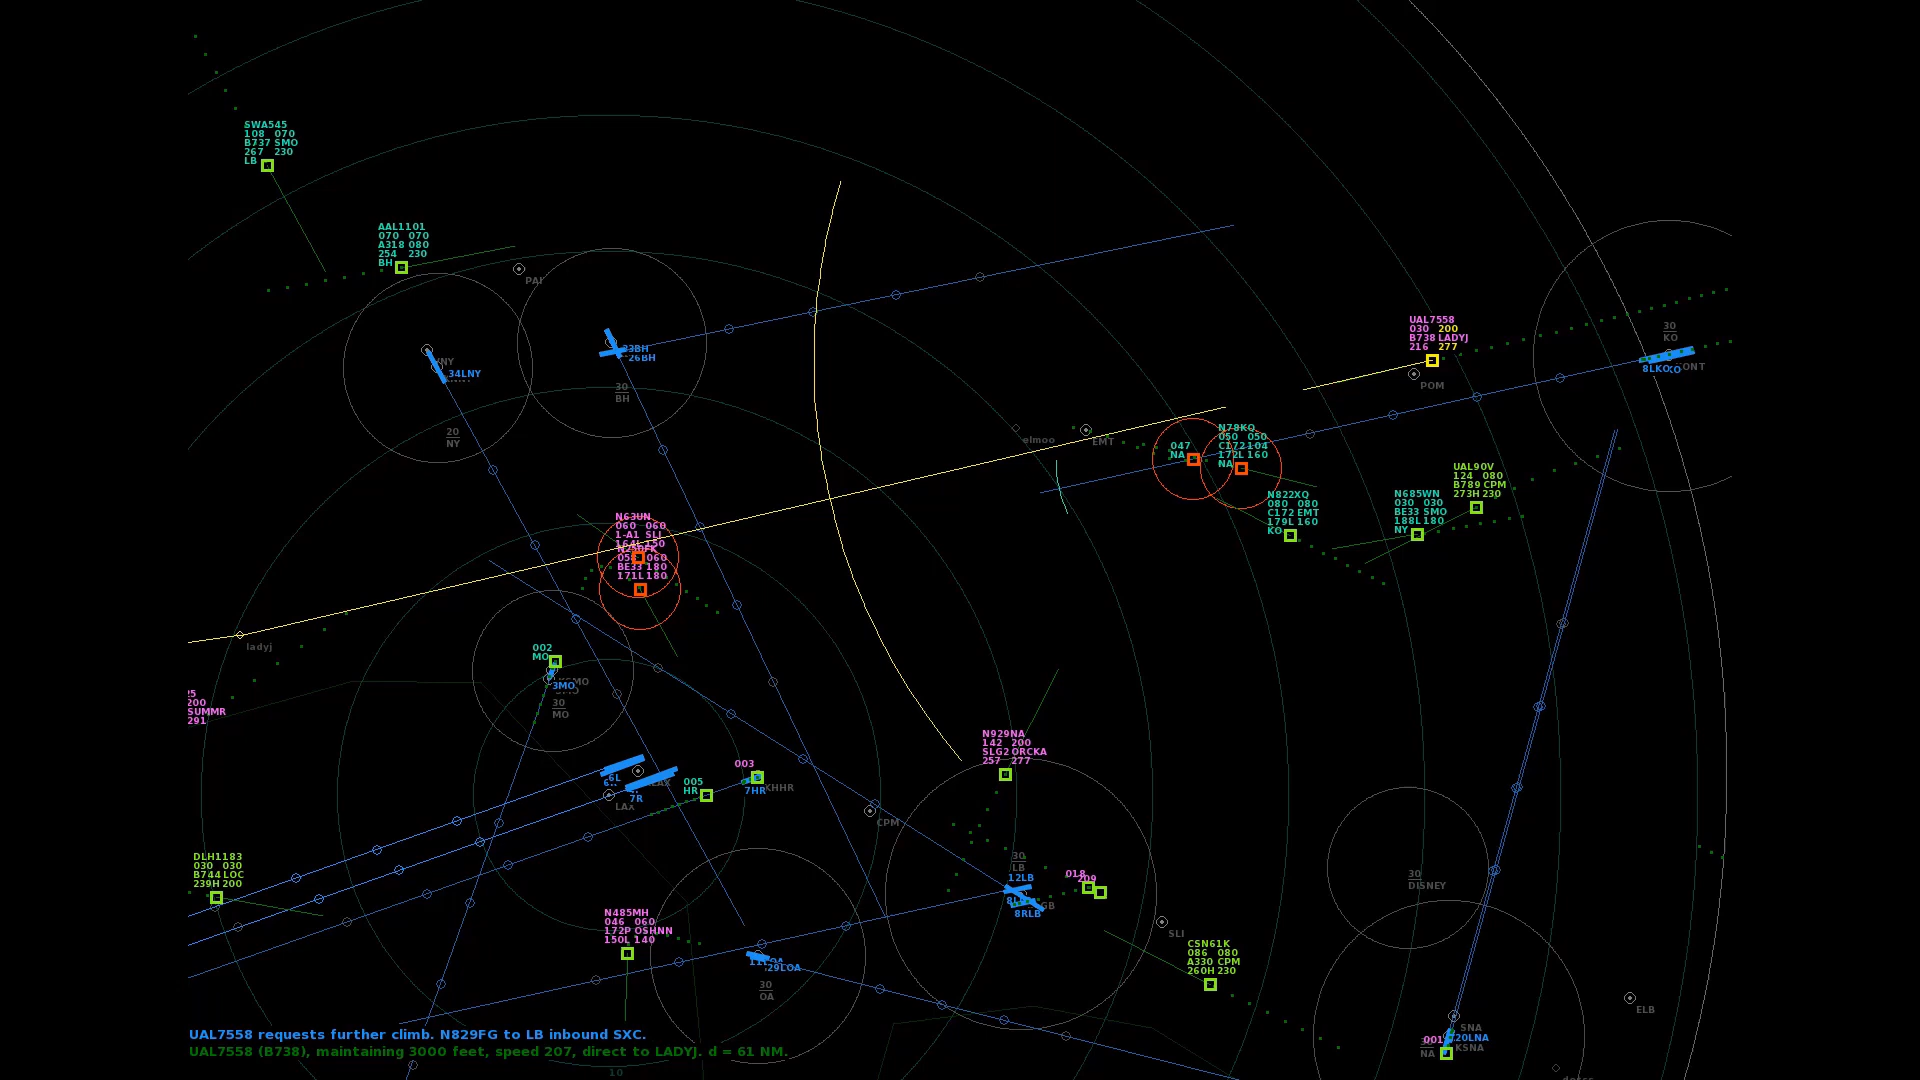 SWA545
108 070
B737 SMO
267 230
LB
AAL1101
070 070
A318 080
254 230
BH
PAI
33BH
26BH
30
BH
34LNY
20
NY
UAL7558
030 200
B738 LADYJ
216 277
POM
30
KO
8LKO
ONT
elmoo
EMT
047
NA
N78KQ
050 050
C172 104
172L 160
NA
N822XQ
080 080
C172 EMT
179L 160
KO
N685WN
030 030
BE33 SMO
188L 180
NY
UAL90V
124 080
B789 CPM
273H 230
N63UN
060 060
1-A1 SLI
164L 150
060
BE33 180
171L 180
ladyj
002
MO
3MO
30
MO
200
SUMMR
291
6L
7R
LAX
005
HR
003
7HR
KHHR
CPM
N929NA
142 200
SLG2 ORCKA
257 277
30
LB
12LB
8RLB
018
209
SLI
30
DISNEY
DLH1183
030 030
B744 LOC
239H 200
N485MH
046 060
172P OSHNN
150L 140
29LOA
30
OA
CSN61K
086 080
A330 CPM
260H 230
ELB
SNA
001
20LNA
KSNA
NA
UAL7558 requests further climb. N829FG to LB inbound SXC.
UAL7558 (B738), maintaining 3000 feet, speed 207, direct to LADYJ. d = 61 NM.
10